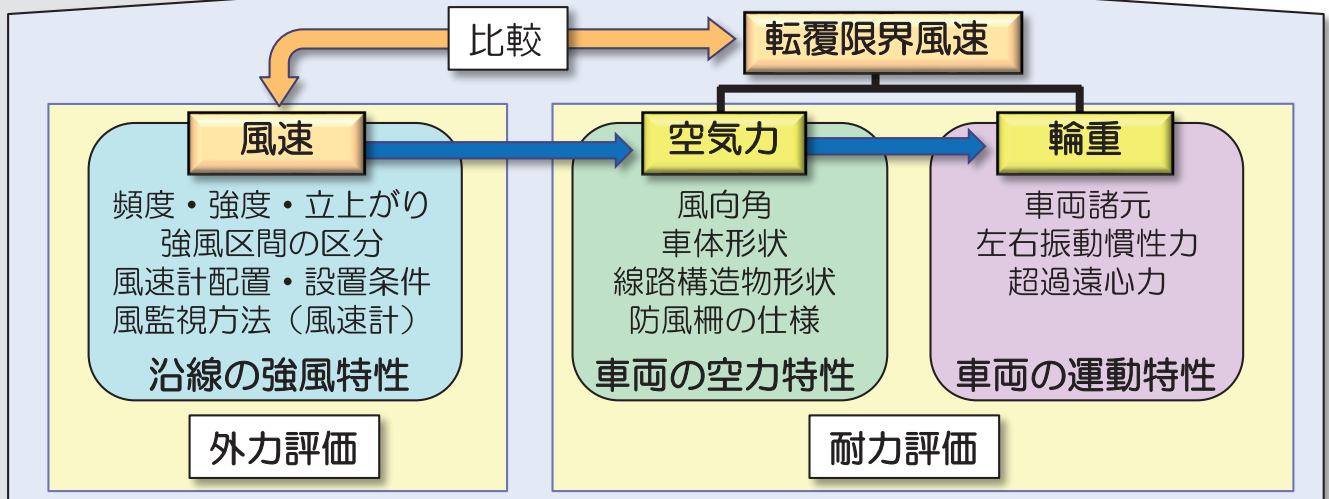 比較
転覆限界風速
風速
頻度・強度・立上がり
強風区間の区分
風速計配置・設置条件
風監視方法（風速計）
沿線の強風特性
外力評価
空気力
風向角
車体形状
線路構造物形状
防風柵の仕様
車両の空力特性
輪重
車両諸元
左右振動慣性力
超過遠心力
車両の運動特性
耐力評価